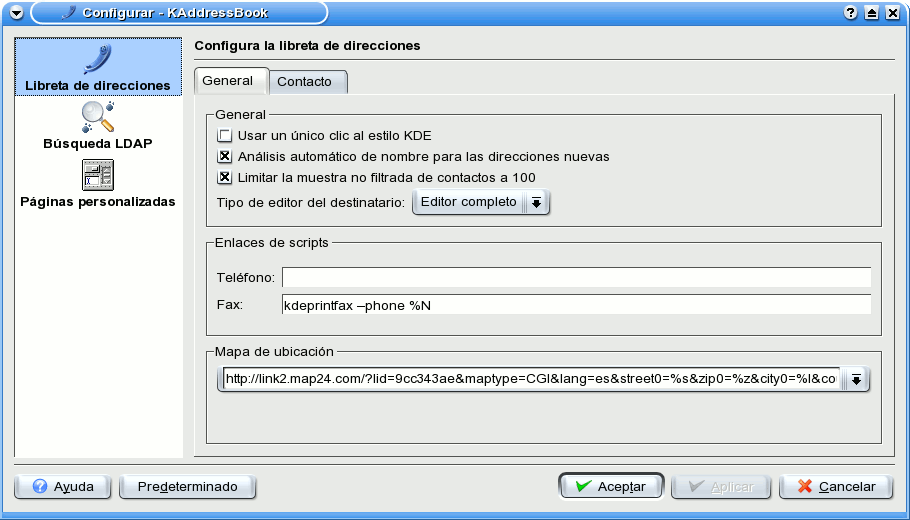 Configurar - KAddressBook
Libreta de direcciones
Búsqueda LDAP
Páginas personalizadas
Configura la libreta de direcciones
General
Contacto
General
Usar un único clic al estilo KDE
Análisis automático de nombre para las direcciones nuevas
Limitar la muestra no filtrada de contactos a 100
Tipo de editor del destinatario: Editor completo
Enlaces de scripts
Teléfono:
Fax: kdeprintfax –phone %N
Mapa de ubicación
http://link2.map24.com/?lid=9cc343ae&maptype=CGI&lang=es&street0=%s&zip0=%z&city0=%l&co
Ayuda Predeterminado Aceptar Aplicar Cancelar